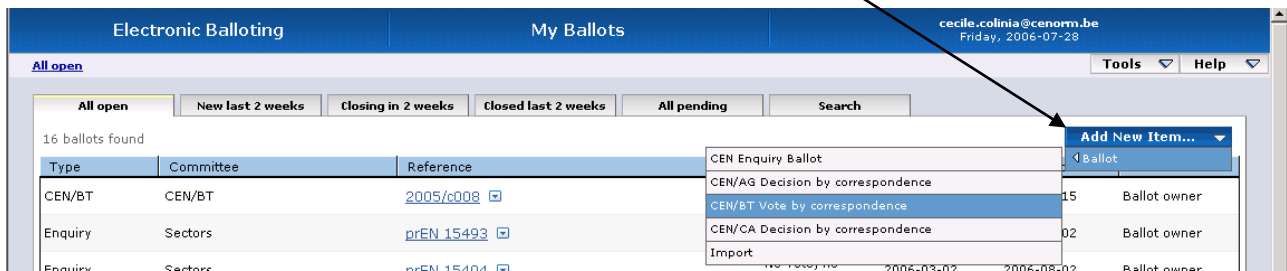 Electronic Balloting My Ballots cecile.colinia@cenorm.be
Friday, 2006-07-28
All open Tools Help
All open New last 2 weeks Closing in 2 weeks Closed last 2 weeks All pending Search
16 ballots found Add New Item...
Type Committee Reference CEN Enquiry Ballot Ballot
CEN/AG Decision by correspondence
CEN/BT CEN/BT 2005/c008 CEN/BT Vote by correspondence 15 Ballot owner
CEN/CA Decision by correspondence
Enquiry Sectors prEN 15493 02 Ballot owner
Import
Enquiry Sectors prEN 15494 2006-03-02 2006-08-02 Ballot owner